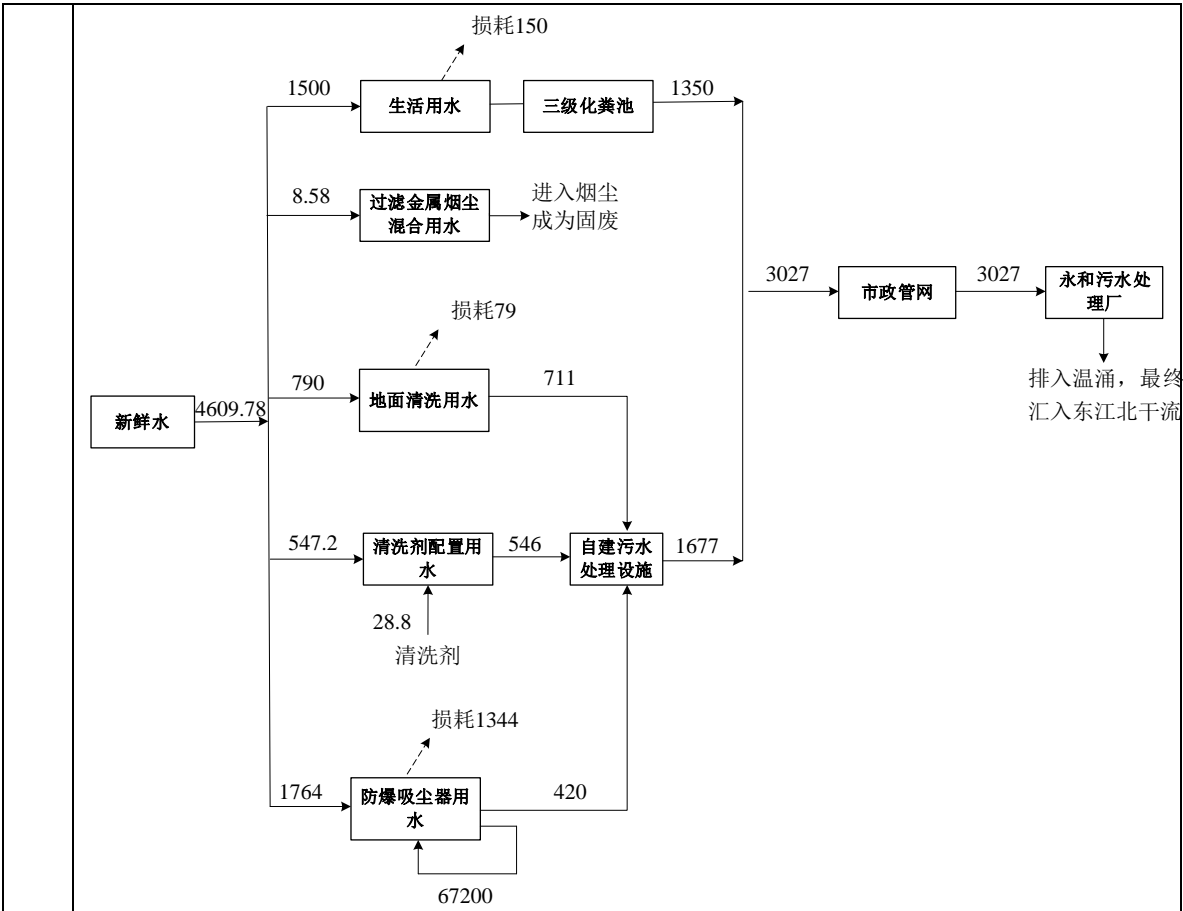 损耗150
1500
生活用水
三级化粪池
1350
8.58
过滤金属烟尘
混合用水
进入烟尘
成为固废
3027
市政管网
3027
永和污水处
理厂
排入温涌，最终
汇入东江北干流
损耗79
790
地面清洗用水
711
新鲜水
4609.78
547.2
清洗剂配置用
水
546
自建污水
处理设施
1677
28.8
清洗剂
损耗1344
1764
防爆吸尘器用
水
420
67200